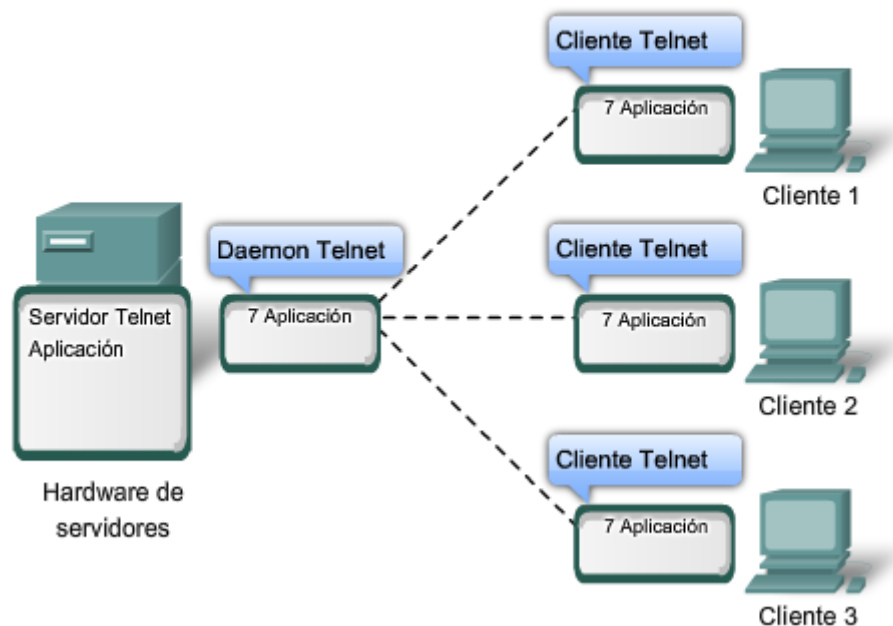 Cliente Telnet
7 Aplicación
Cliente 1
Daemon Telnet
Servidor Telnet
Aplicación
7 Aplicación
Hardware de
servidores
Cliente Telnet
7 Aplicación
Cliente 2
Cliente Telnet
7 Aplicación
Cliente 3